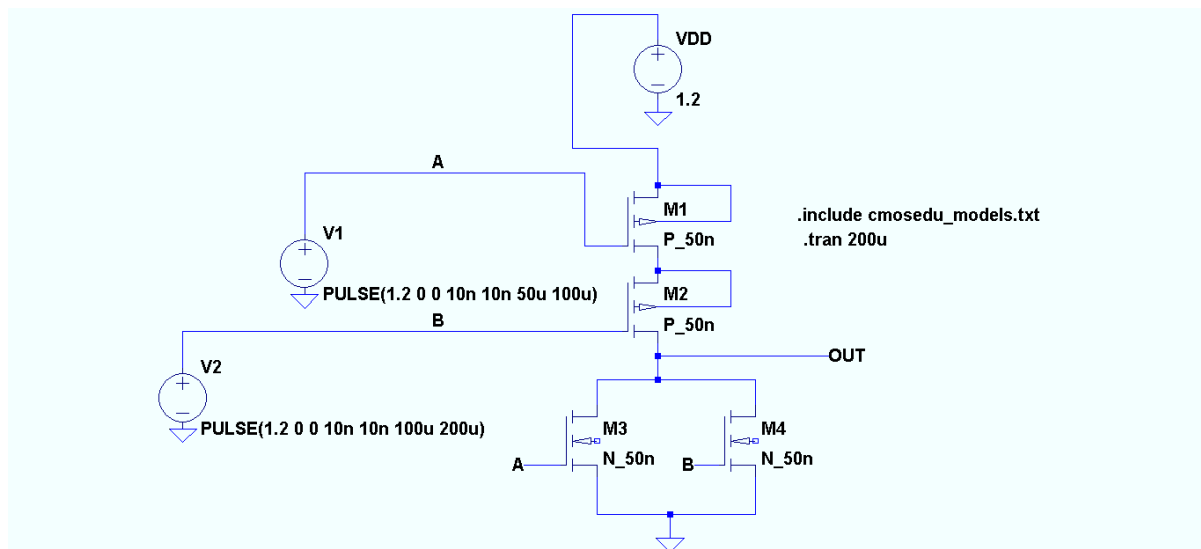 VDD
1.2
A
M1
P_50n
.include cmosedu_models.txt
.tran 200u
V1
PULSE(1.2 0 0 10n 10n 50u 100u)
M2
P_50n
B
OUT
V2
PULSE(1.2 0 0 10n 10n 100u 200u)
M3
N_50n
A
M4
N_50n
B